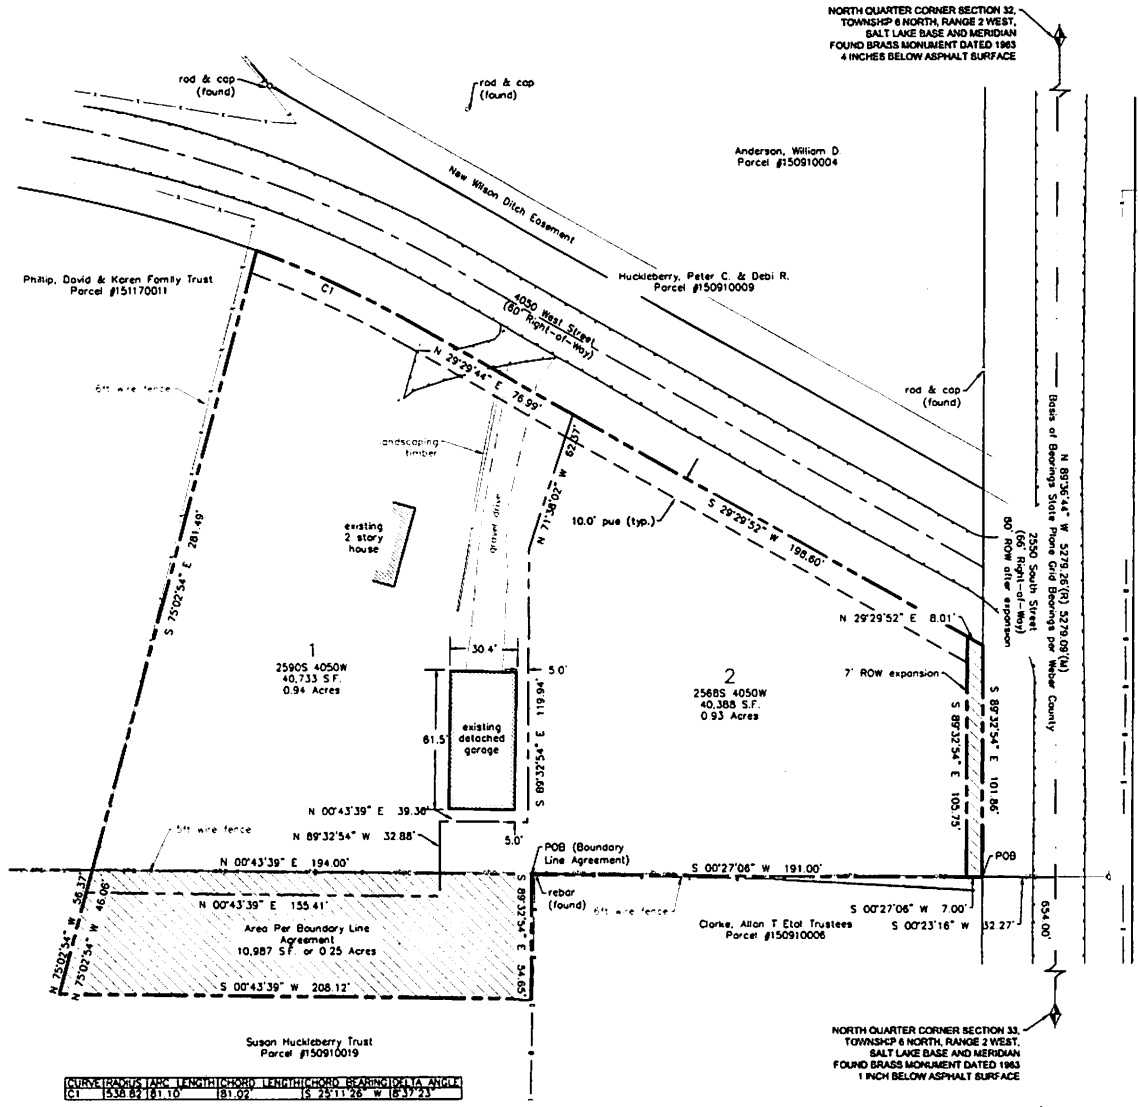 NORTH QUARTER CORNER SECTION 32,
TOWNSHIP 6 NORTH, RANGE 2 WEST,
SALT LAKE BASE AND MERIDIAN
FOUND BRASS MONUMENT DATED 1963
4 INCHES BELOW ASPHALT SURFACE
rod & cap
(found)
rod & cap
(found)
Anderson, William D.
Parcel #150910004
New Wilson Ditch Easement
Phillip, David & Karen Family Trust
Parcel #151170011
Huckleberry, Peter C. & Debi R.
Parcel #150910009
C1
4050 West Street
(60' Right-of-Way)
N 29°29'44" E 76.99'
6ft wire fence
rod & cap
(found)
landscaping
timber
gravel drive
N 71°38'02" W 62.37'
10.0' pue (typ.)
S 29°29'52" W 198.60'
existing
2 story
house
S 75°02'54" E 281.49'
N 89°36'44" W 5279.26'(R) 5279.09'(M)
Basis of Bearings State Plane Grid Bearings per Weber County
2550 South Street
(66' Right-of-Way)
80' ROW after expansion
N 29°29'52" E 8.01'
1
2590S 4050W
40,733 S.F.
0.94 Acres
30.4'
5.0'
2
2568S 4050W
40,388 S.F.
0.93 Acres
7' ROW expansion
61.5'
existing
detached
garage
S 89°32'54" E 119.94'
S 89°32'54" E 105.75'
S 89°32'54" E 101.86'
N 00°43'39" E 39.36'
N 89°32'54" W 32.88'
5.0'
5ft wire fence
N 00°43'39" E 194.00'
POB (Boundary
Line Agreement)
S 00°27'06" W 191.00'
POB
N 75°02'54" W 56.37'
N 75°02'54" W 46.06'
N 00°43'39" E 155.41'
rebar
(found)
6ft wire fence
S 00°27'06" W 7.00'
S 00°23'16" W 32.27'
654.00'
Clarke, Allan T Etal Trustees
Parcel #150910006
Area Per Boundary Line
Agreement
10,987 S.F. or 0.25 Acres
S 89°32'54" E 54.65'
S 00°43'39" W 208.12'
Susan Huckleberry Trust
Parcel #150910019
NORTH QUARTER CORNER SECTION 33,
TOWNSHIP 6 NORTH, RANGE 2 WEST,
SALT LAKE BASE AND MERIDIAN
FOUND BRASS MONUMENT DATED 1963
1 INCH BELOW ASPHALT SURFACE
CURVE RADIUS ARC LENGTH CHORD LENGTH CHORD BEARING DELTA ANGLE
C1 538.82 81.10' 81.02' S 25°11'26" W 8°37'23"